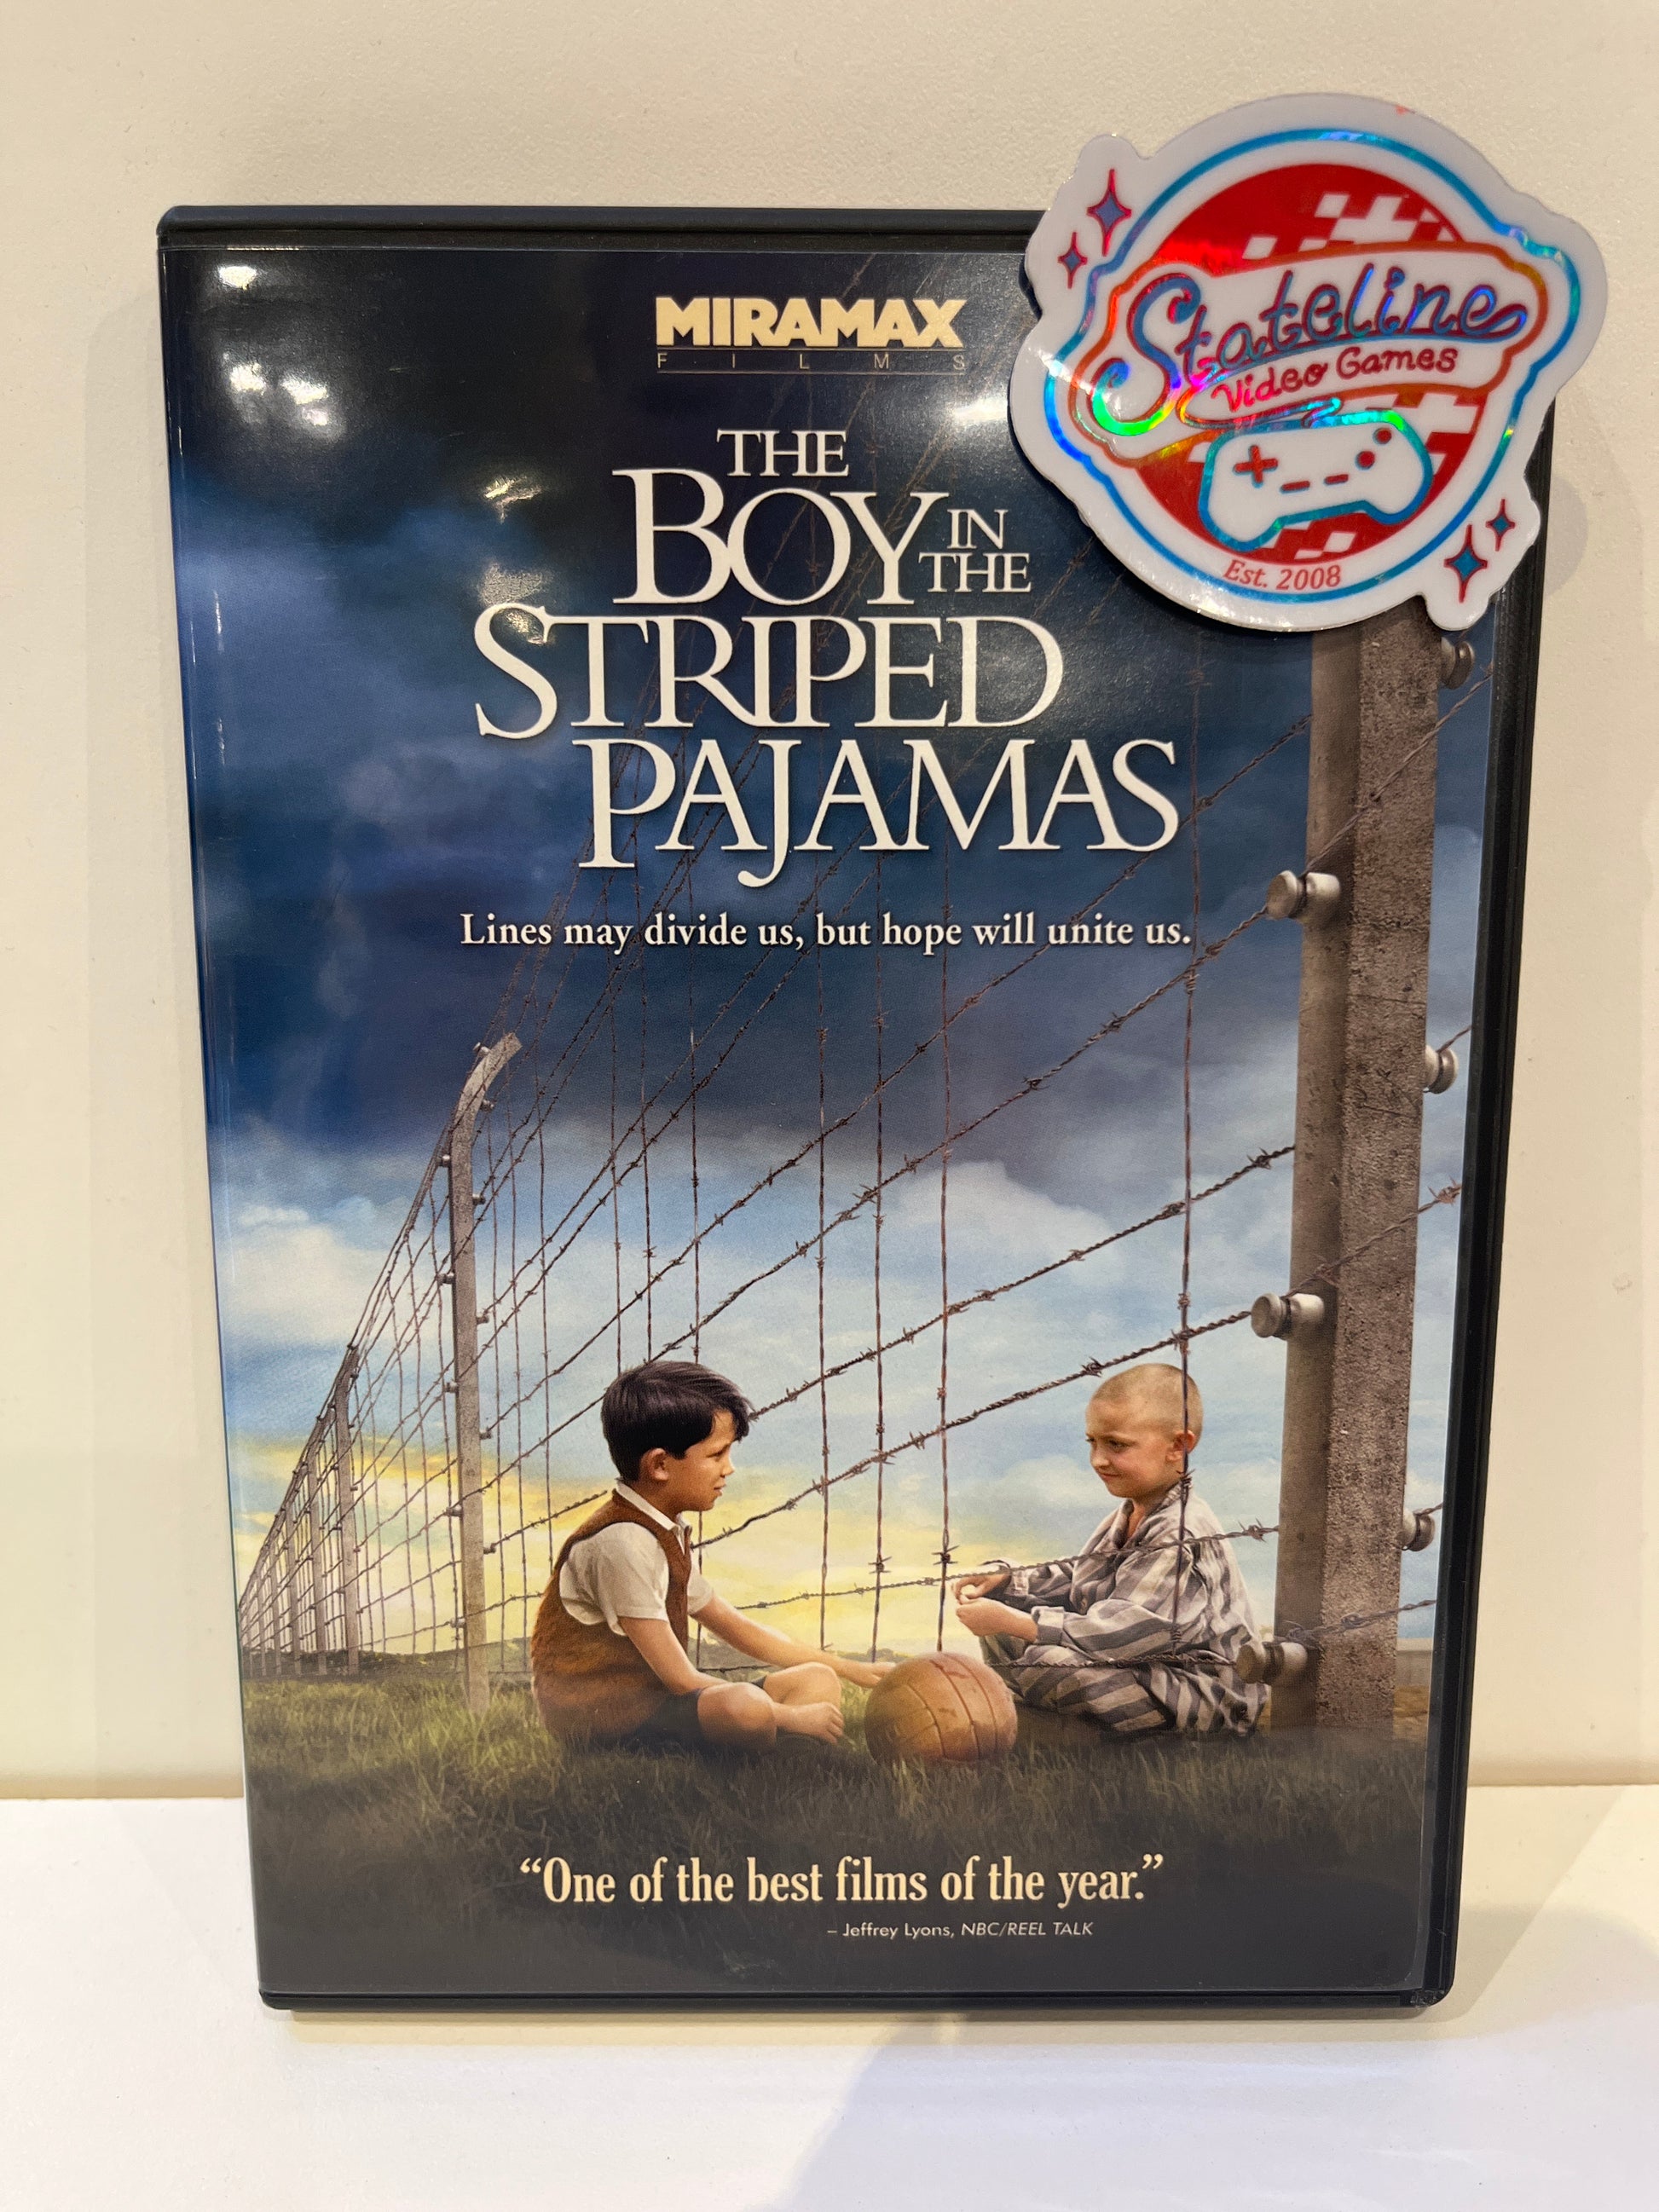 MIRAMAX
FILMS
Stateline
Video Games
Est. 2008
THE
BOY IN THE
STRIPED
PAJAMAS
Lines may divide us, but hope will unite us.
“One of the best films of the year.”
– Jeffrey Lyons, NBC/REEL TALK